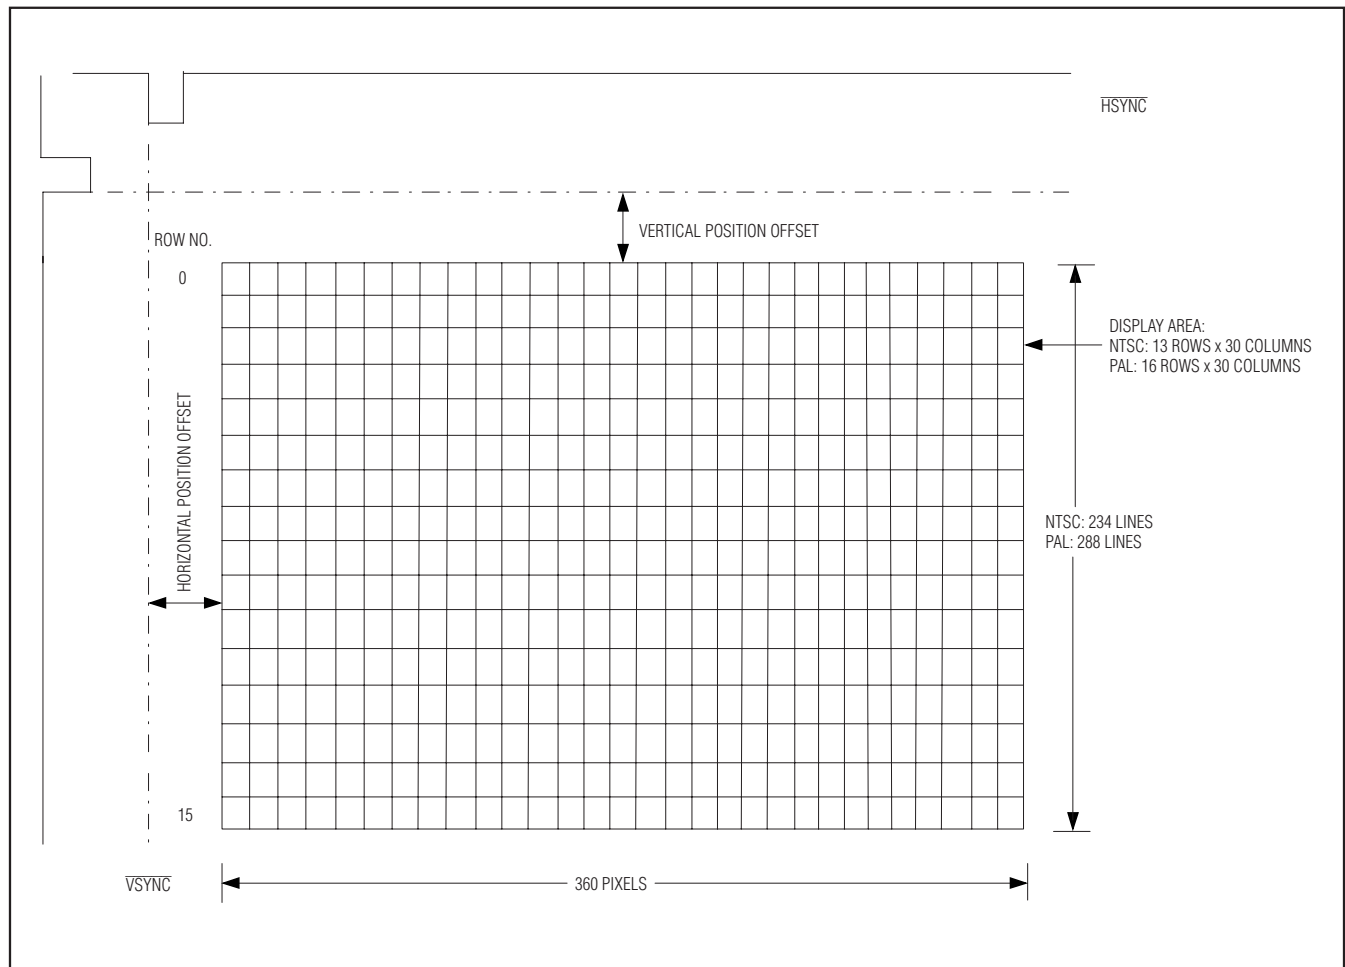 HSYNC
VERTICAL POSITION OFFSET
ROW NO.
0
DISPLAY AREA:
NTSC: 13 ROWS x 30 COLUMNS
PAL: 16 ROWS x 30 COLUMNS
HORIZONTAL POSITION OFFSET
NTSC: 234 LINES
PAL: 288 LINES
15
VSYNC
360 PIXELS